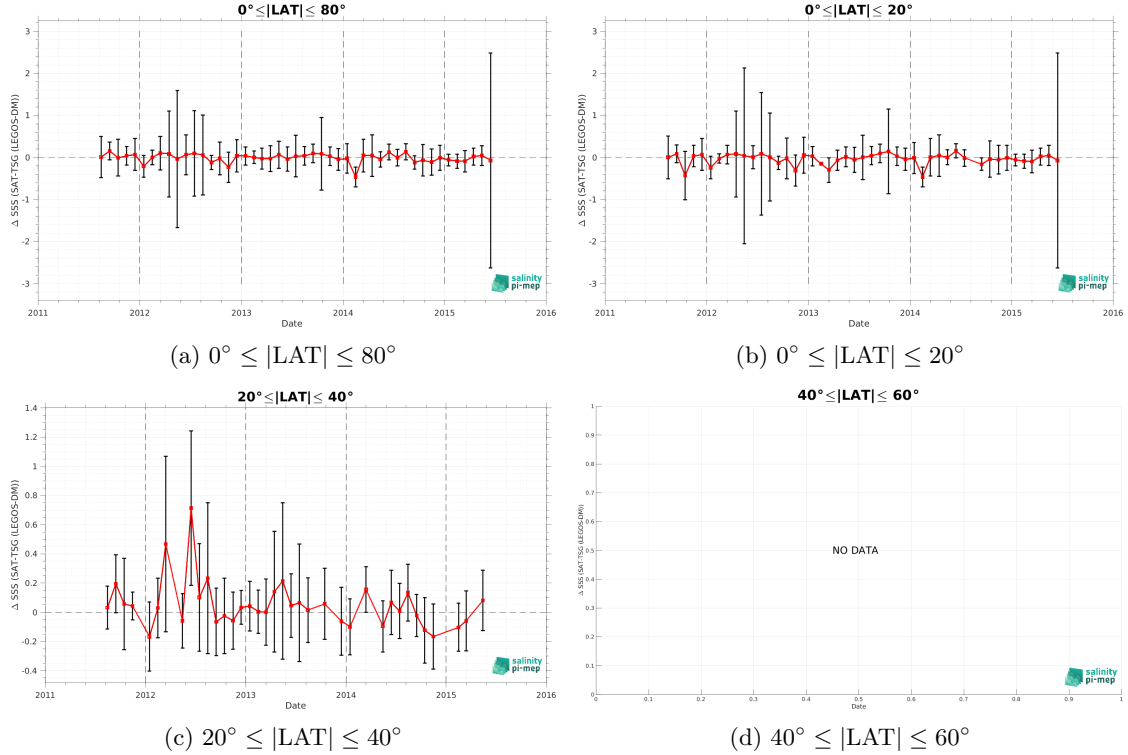 0°≤|LAT|≤ 80°
Δ SSS (SAT-TSG (LEGOS-DM))
3
2
1
0
-1
-2
-3
2011 2012 2013 2014 2015 2016
Date
salinity
pi-mep
(a) 0° ≤ |LAT| ≤ 80°
0°≤|LAT|≤ 20°
Δ SSS (SAT-TSG (LEGOS-DM))
3
2
1
0
-1
-2
-3
2011 2012 2013 2014 2015 2016
Date
salinity
pi-mep
(b) 0° ≤ |LAT| ≤ 20°
20°≤|LAT|≤ 40°
Δ SSS (SAT-TSG (LEGOS-DM))
1.4
1.2
1
0.8
0.6
0.4
0.2
0
-0.2
-0.4
2011 2012 2013 2014 2015 2016
Date
salinity
pi-mep
(c) 20° ≤ |LAT| ≤ 40°
40°≤|LAT|≤ 60°
Δ SSS (SAT-TSG (LEGOS-DM))
1
0.9
0.8
0.7
0.6
0.5
0.4
0.3
0.2
0.1
0
NO DATA
0 0.1 0.2 0.3 0.4 0.5 0.6 0.7 0.8 0.9 1
Date
salinity
pi-mep
(d) 40° ≤ |LAT| ≤ 60°